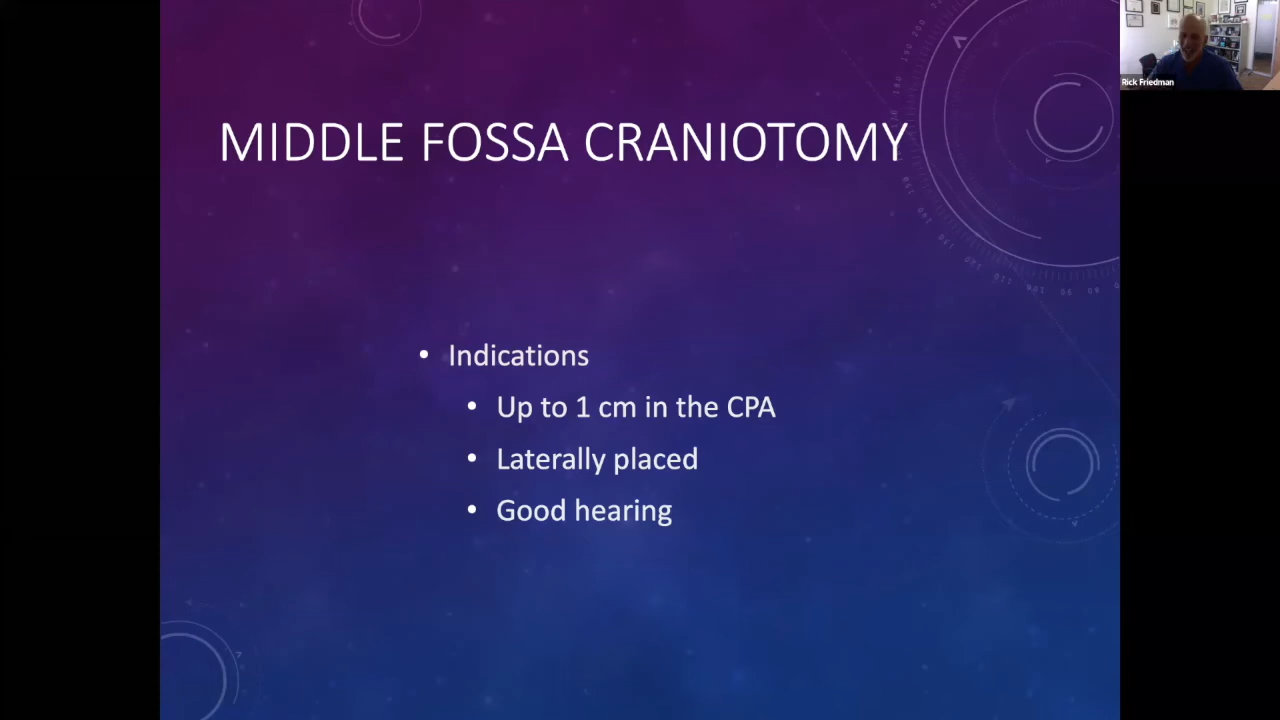 MIDDLE FOSSA CRANIOTOMY
• Indications
• Up to 1 cm in the CPA
• Laterally placed
• Good hearing
Rick Friedman